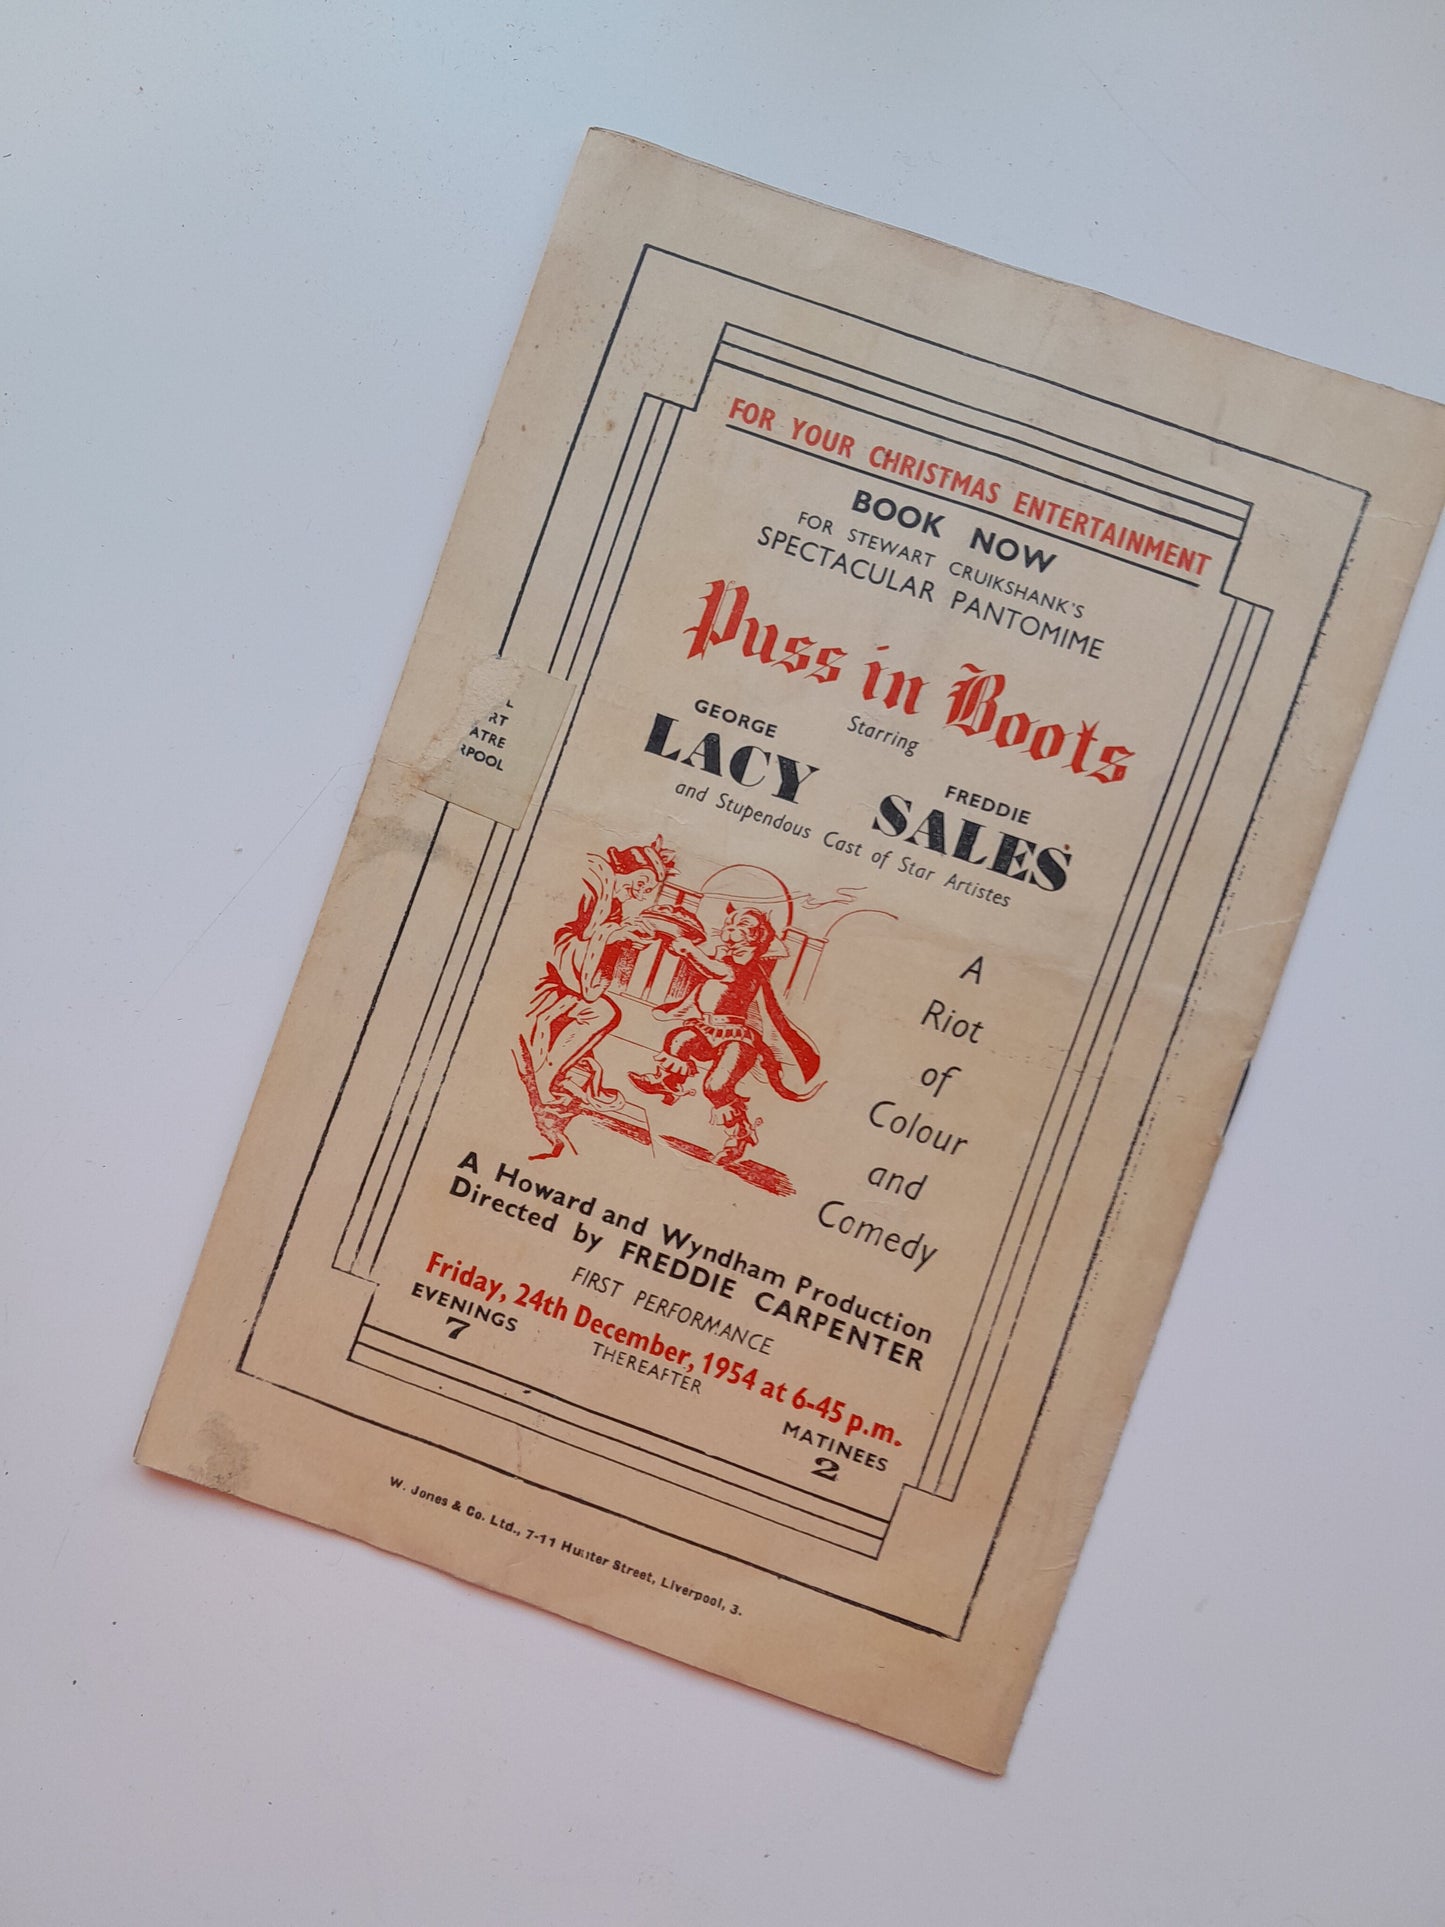 FOR YOUR CHRISTMAS ENTERTAINMENT
BOOK NOW
FOR STEWART CRUIKSHANK'S
SPECTACULAR PANTOMIME
Puss in Boots
Starring
GEORGE
LACY
FREDDIE
SALES
and Stupendous Cast of Star Artistes
A
Riot
of
Colour
and
Comedy
A Howard and Wyndham Production
Directed by FREDDIE CARPENTER
FIRST PERFORMANCE
Friday, 24th December, 1954 at 6-45 p.m.
THEREAFTER
EVENINGS
7
MATINEES
2
W. Jones & Co. Ltd., 7-11 Hunter Street, Liverpool, 3.
L
RT
ATRE
RPOOL